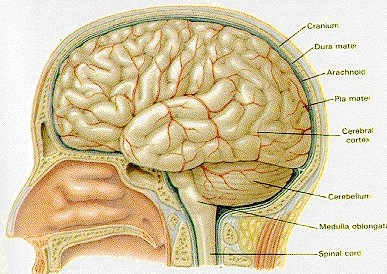 Cranium
Dura mater
Arachnoid
Pia mater
Cerebral
cortex
Cerebellum
Medulla oblongata
Spinal cord